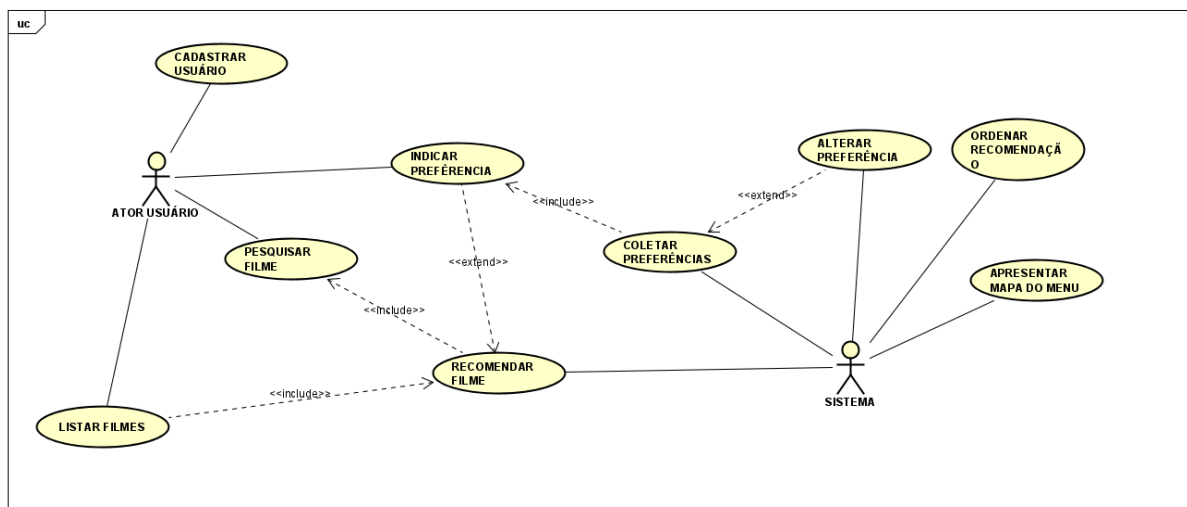 uc
CADASTRAR
USUÁRIO
ALTERAR
PREFERÊNCIA
ORDENAR
RECOMENDAÇÃ
O
INDICAR
PREFÊRENCIA
<<include>>
<<extend>>
ATOR USUÁRIO
PESQUISAR
FILME
COLETAR
PREFERÊNCIAS
<<extend>>
APRESENTAR
MAPA DO MENU
<<include>>
RECOMENDAR
FILME
<<include>>
SISTEMA
LISTAR FILMES